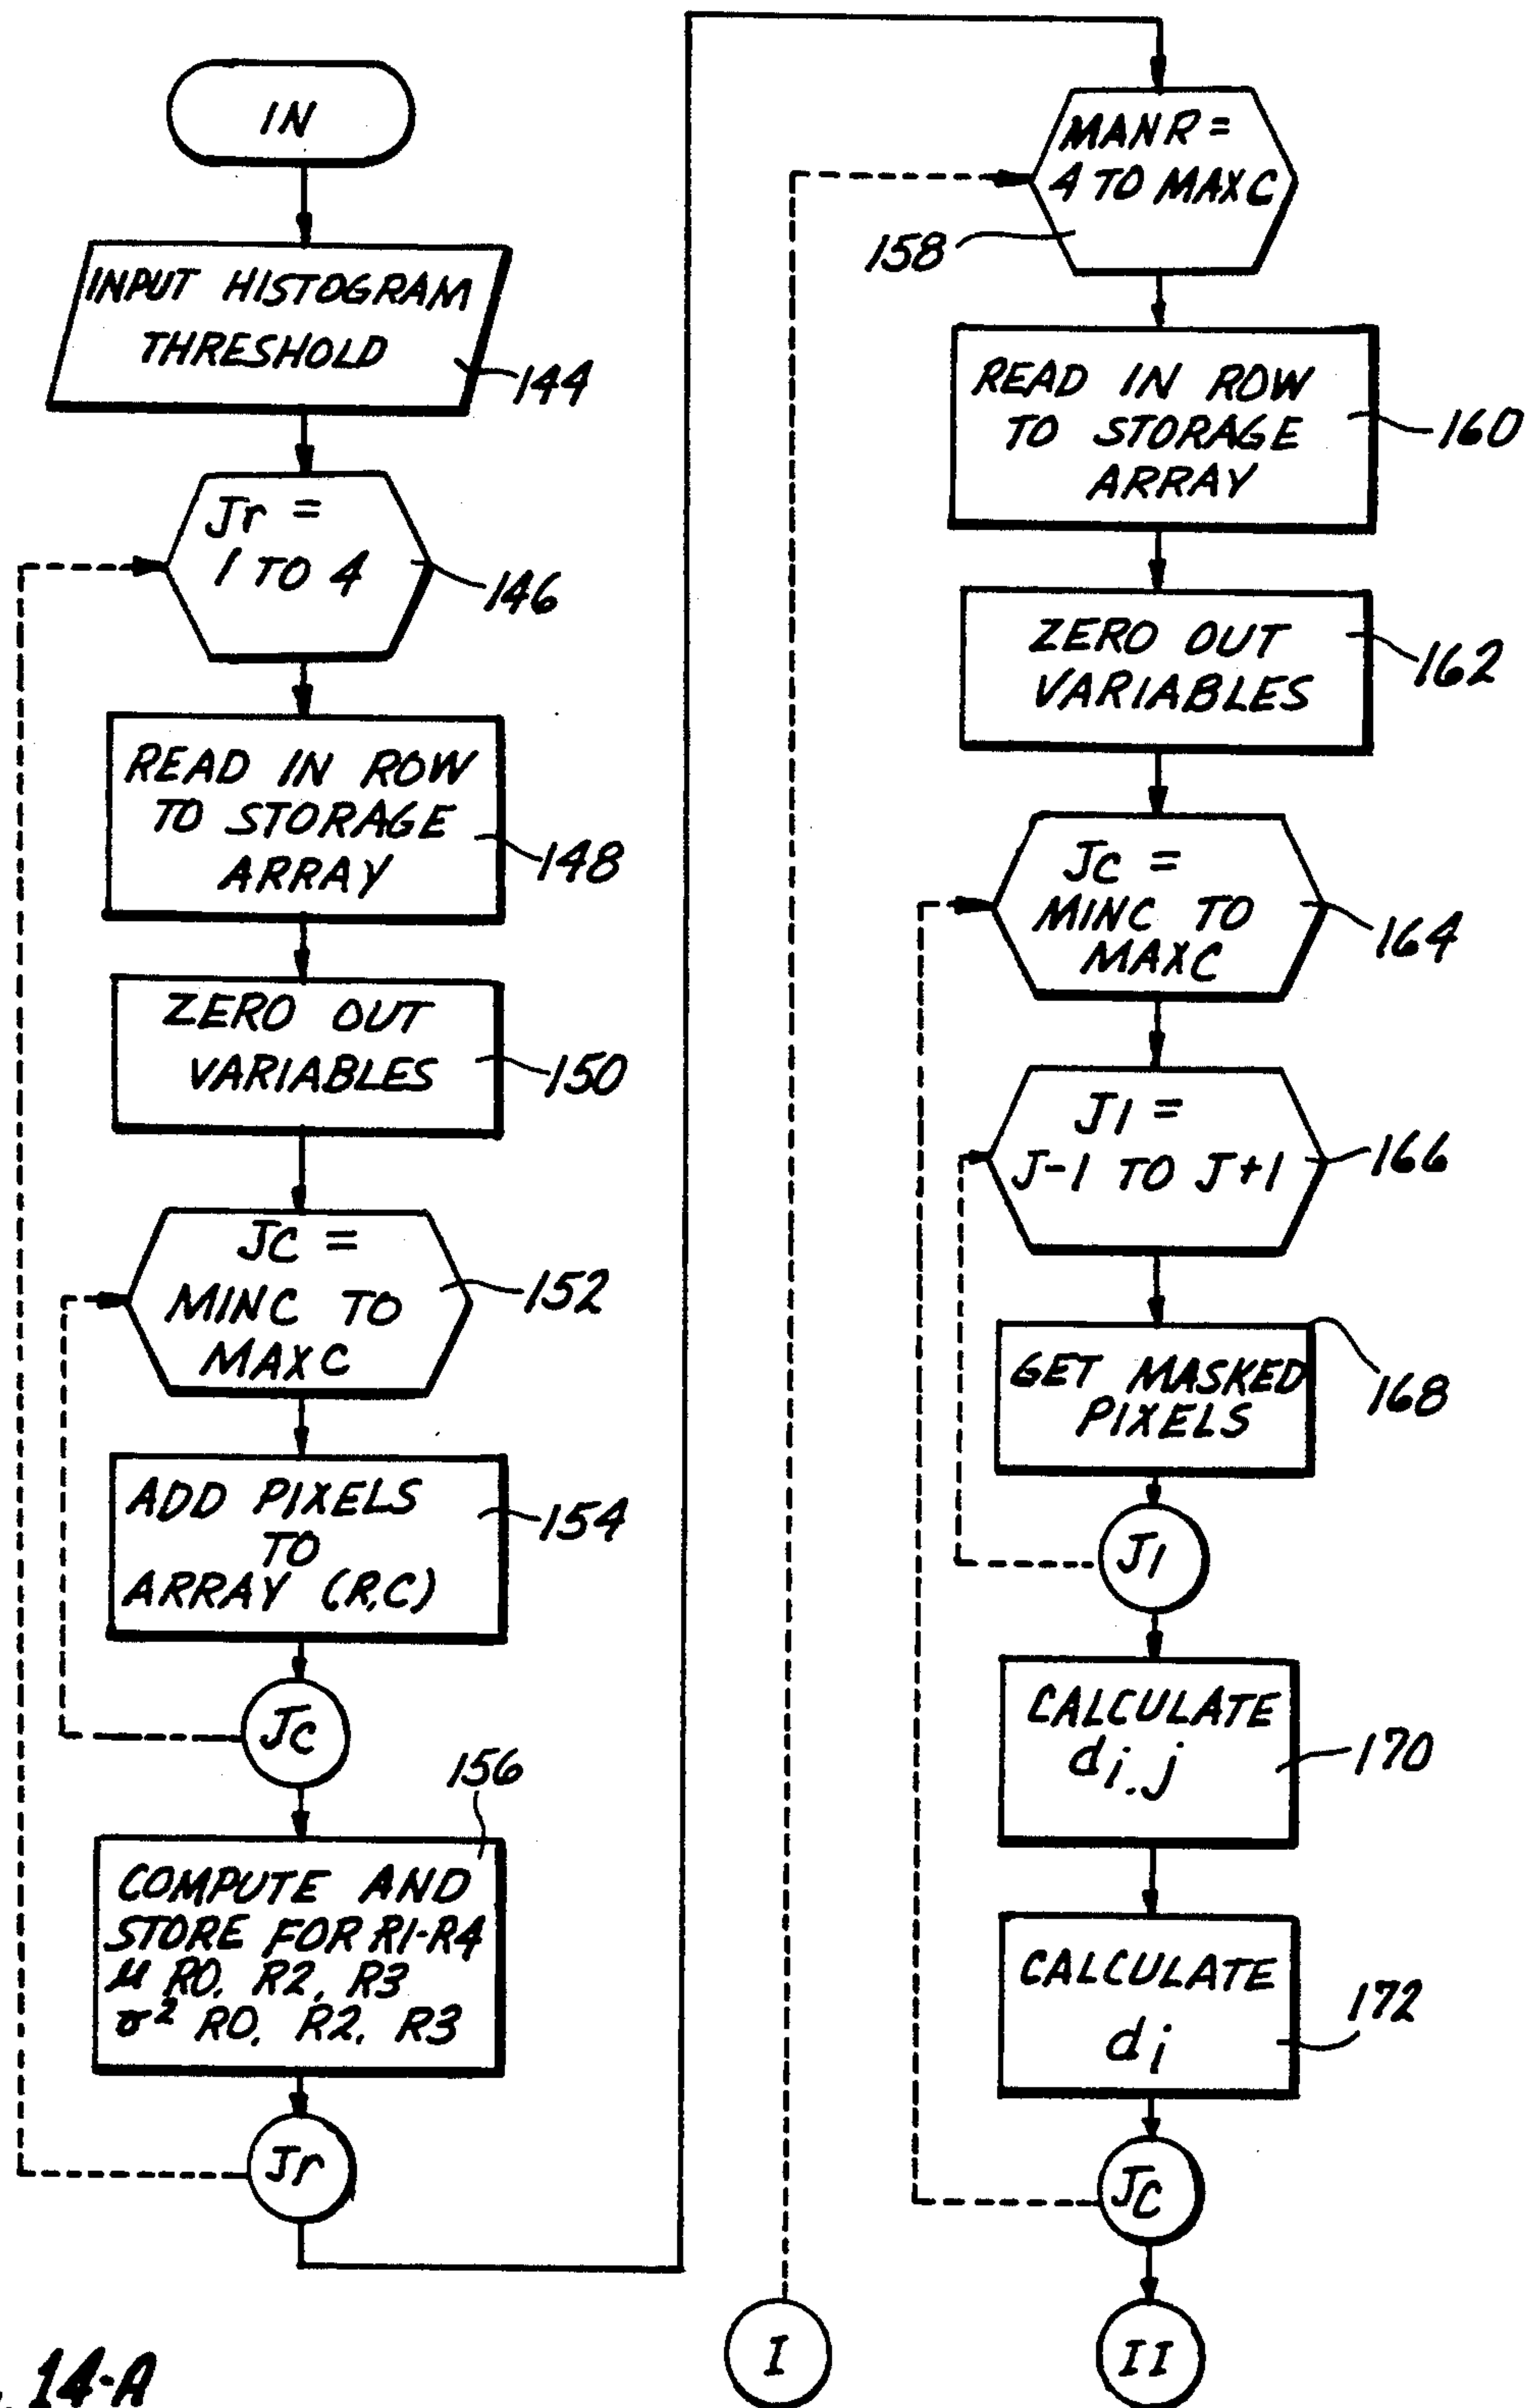 IN
INPUT HISTOGRAM
THRESHOLD
144
Jr =
1 TO 4
146
READ IN ROW
TO STORAGE
ARRAY
148
ZERO OUT
VARIABLES
150
JC =
MINC TO
MAXC
152
ADD PIXELS
TO
ARRAY (R,C)
154
JC
156
COMPUTE AND
STORE FOR R1-R4
μ R0, R2, R3
σ² R0, R2, R3
Jr
MANR =
4 TO MAXC
158
READ IN ROW
TO STORAGE
ARRAY
160
ZERO OUT
VARIABLES
162
JC =
MINC TO
MAXC
164
J1 =
J-1 TO J+1
166
GET MASKED
PIXELS
168
J1
CALCULATE
di.j
170
CALCULATE
di
172
JC
I
II
14-A